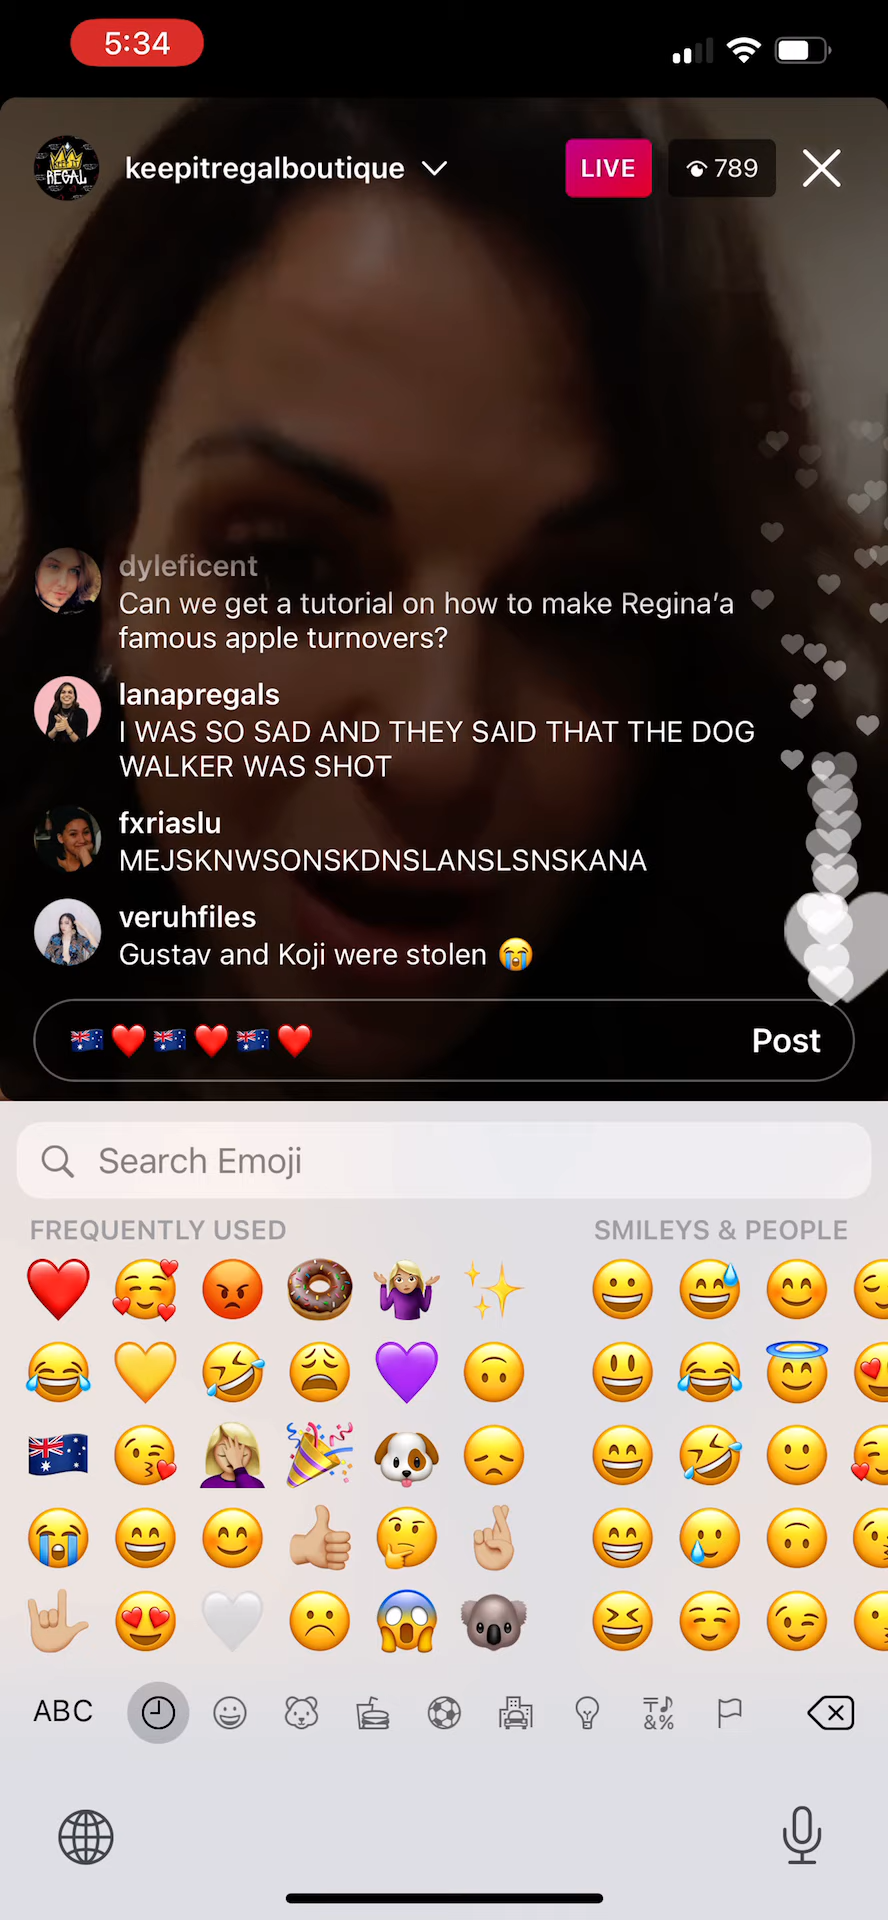 5:34
REGAL
keepitregalboutique
LIVE
789
dyleficent
Can we get a tutorial on how to make Regina'a
famous apple turnovers?
lanapregals
I WAS SO SAD AND THEY SAID THAT THE DOG
WALKER WAS SHOT
fxriaslu
MEJSKNWSONSKDNSLANSLSNSKANA
veruhfiles
Gustav and Koji were stolen 😭
🇦🇺❤️🇦🇺❤️🇦🇺❤️ Post
Search Emoji
FREQUENTLY USED SMILEYS & PEOPLE
ABC
&%